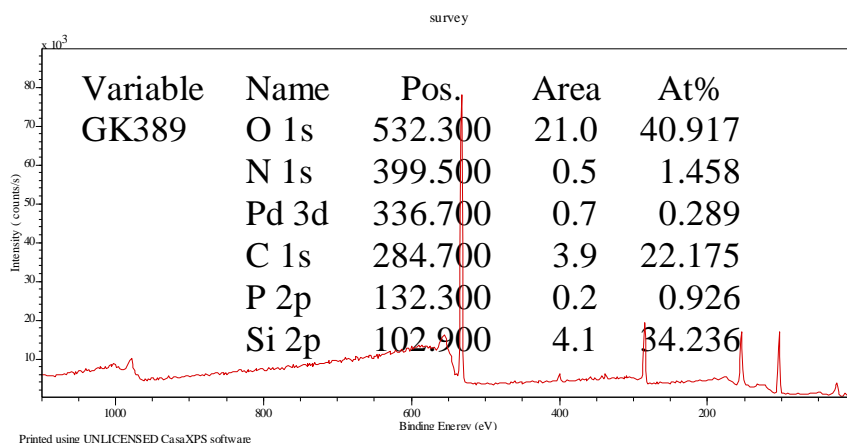 survey
x 10^3
Variable Name Pos. Area At%
GK389 O 1s 532.300 21.0 40.917
N 1s 399.500 0.5 1.458
Pd 3d 336.700 0.7 0.289
C 1s 284.700 3.9 22.175
P 2p 132.300 0.2 0.926
Si 2p 102.900 4.1 34.236
80
70
60
50
40
30
20
10
Intensity (counts/s)
1000 800 600 400 200
Binding Energy (eV)
Printed using UNLICENSED CasaXPS software